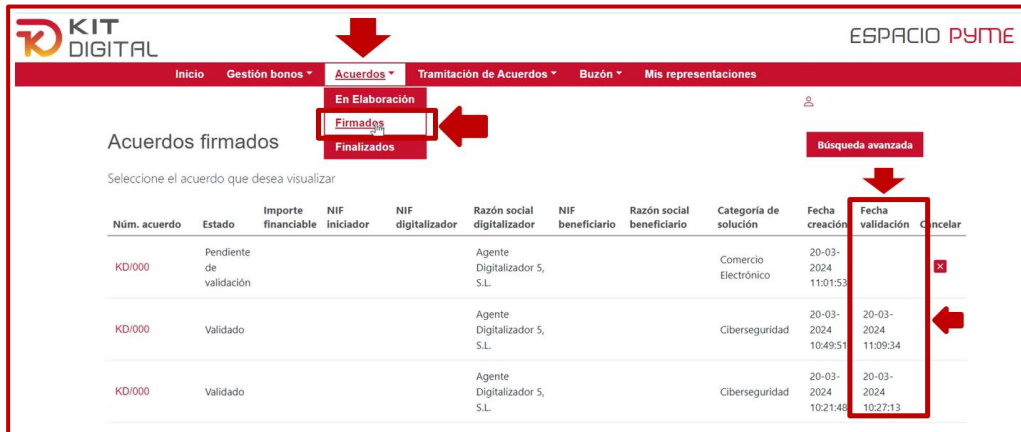 KIT
DIGITAL
ESPACIO PYME
Inicio Gestión bonos Acuerdos Tramitación de Acuerdos Buzón Mis representaciones
En Elaboración
Firmados
Finalizados
Acuerdos firmados
Búsqueda avanzada
Seleccione el acuerdo que desea visualizar
Núm. acuerdo Estado Importe financiable NIF iniciador NIF digitalizador Razón social digitalizador NIF beneficiario Razón social beneficiario Categoría de solución Fecha creación Fecha validación Cancelar
KD/000 Pendiente de validación Agente Digitalizador 5, S.L. Comercio Electrónico 20-03-2024 11:01:53
KD/000 Validado Agente Digitalizador 5, S.L. Ciberseguridad 20-03-2024 10:49:51 20-03-2024 11:09:34
KD/000 Validado Agente Digitalizador 5, S.L. Ciberseguridad 20-03-2024 10:21:48 20-03-2024 10:27:13